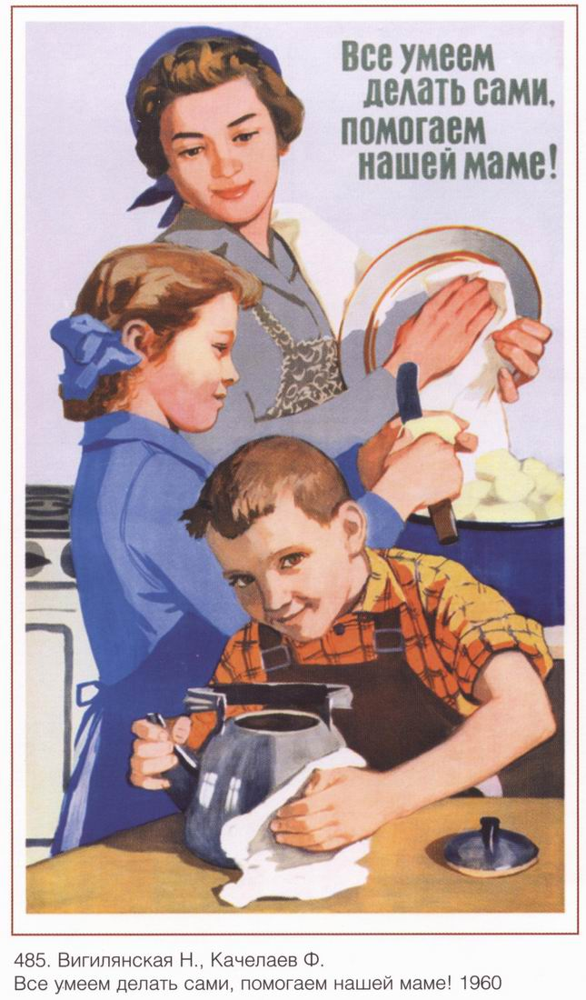 Все умеем
делать сами,
помогаем
нашей маме!
485. Вигилянская Н., Качелаев Ф.
Все умеем делать сами, помогаем нашей маме! 1960